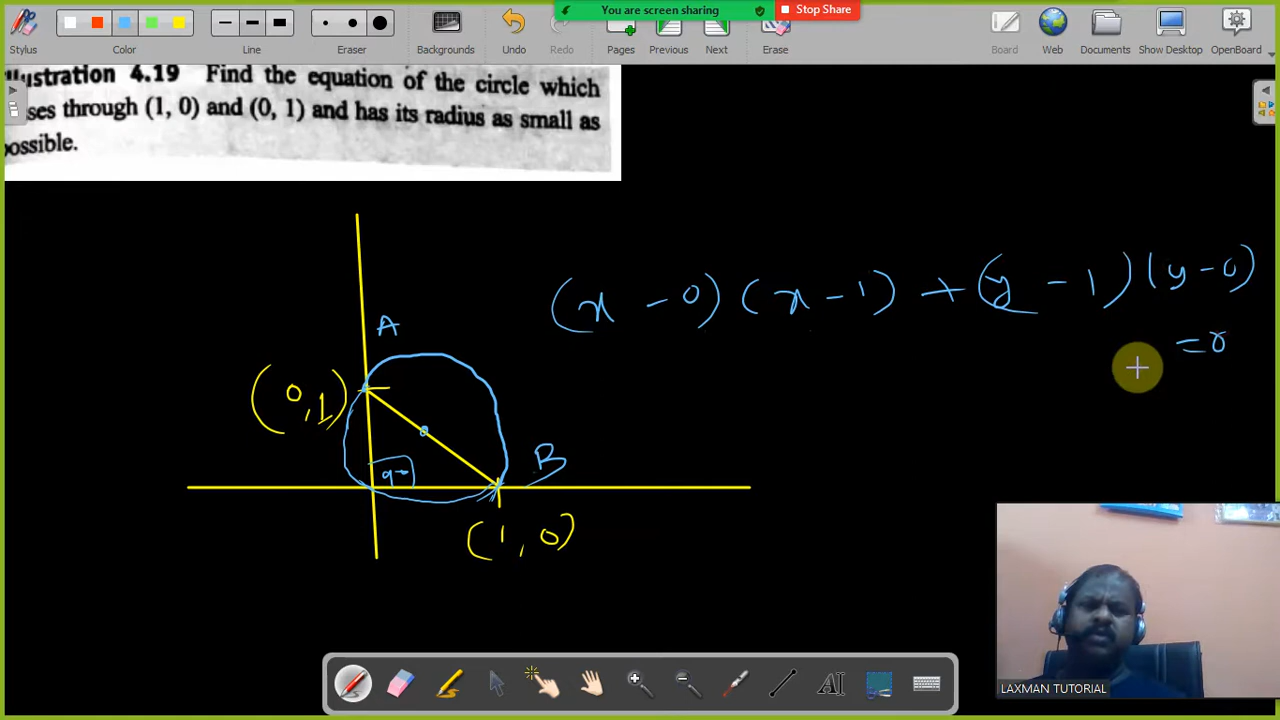 You are screen sharing
Stop Share
Stylus
Color
Line
Eraser
Backgrounds
Undo
Redo
Pages
Previous
Next
Erase
Board
Web
Documents
Show Desktop
OpenBoard
llustration 4.19 Find the equation of the circle which
ses through (1, 0) and (0, 1) and has its radius as small as
possible.
(x - 0) (x - 1) + (y - 1) (y - 0)
= 0
A
(0, 1)
B
90
(1, 0)
LAXMAN TUTORIAL
AI